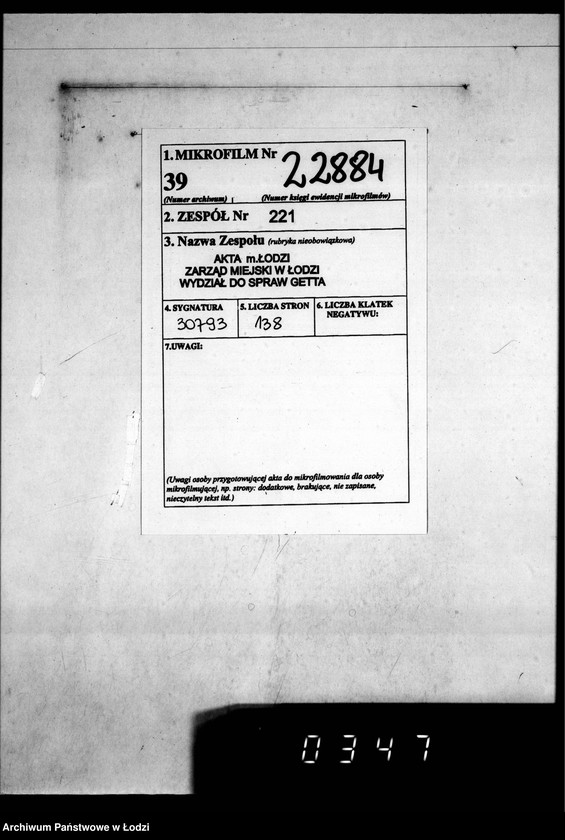 1. MIKROFILM Nr 22884
39
(Numer archiwum) (Numer księgi ewidencji mikrofilmów)
2. ZESPÓŁ Nr 221
3. Nazwa Zespołu (rubryka nieobowiązkowa)
AKTA m.ŁODZI
ZARZĄD MIEJSKI W ŁODZI
WYDZIAŁ DO SPRAW GETTA
4. SYGNATURA 5. LICZBA STRON 6. LICZBA KLATEK
NEGATYWU:
30793 138
7.UWAGI:
(Uwagi osoby przygotowującej akta do mikrofilmowania dla osoby
mikrofilmującej, np. strony: dodatkowe, brakujące, nie zapisane,
nieczytelny tekst itd.)
0347
Archiwum Państwowe w Łodzi